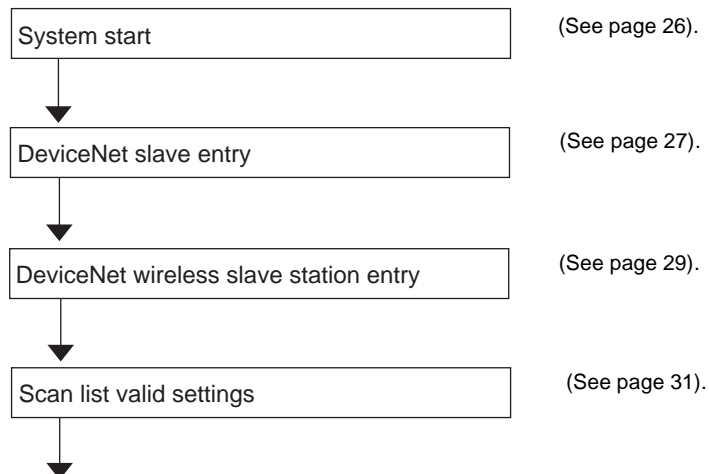 System start (See page 26).
DeviceNet slave entry (See page 27).
DeviceNet wireless slave station entry (See page 29).
Scan list valid settings (See page 31).